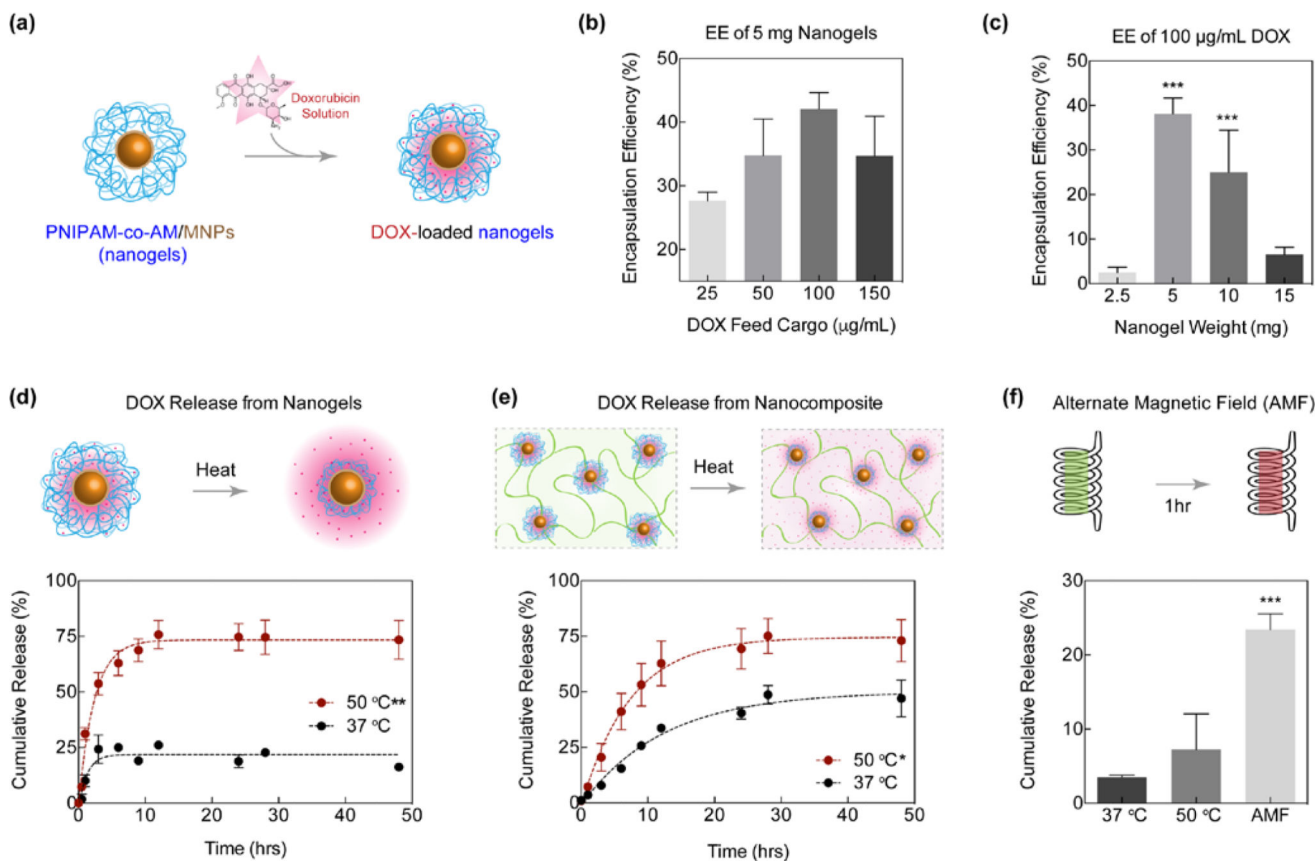 (a)
Doxorubicin
Solution
PNIPAM-co-AM/MNPs
(nanogels)
DOX-loaded nanogels
(b)
EE of 5 mg Nanogels
Encapsulation Efficiency (%)
40
30
20
25 50 100 150
DOX Feed Cargo (μg/mL)
(c)
EE of 100 μg/mL DOX
Encapsulation Efficiency (%)
50
40
30
20
10
0
***
***
2.5 5 10 15
Nanogel Weight (mg)
(d)
DOX Release from Nanogels
Heat
Cumulative Release (%)
100
75
50
25
0
50 °C**
37 °C
0 10 20 30 40 50
Time (hrs)
(e)
DOX Release from Nanocomposite
Heat
Cumulative Release (%)
100
75
50
25
0
50 °C*
37 °C
0 10 20 30 40 50
Time (hrs)
(f)
Alternate Magnetic Field (AMF)
1hr
Cumulative Release (%)
30
20
10
0
***
37 °C 50 °C AMF